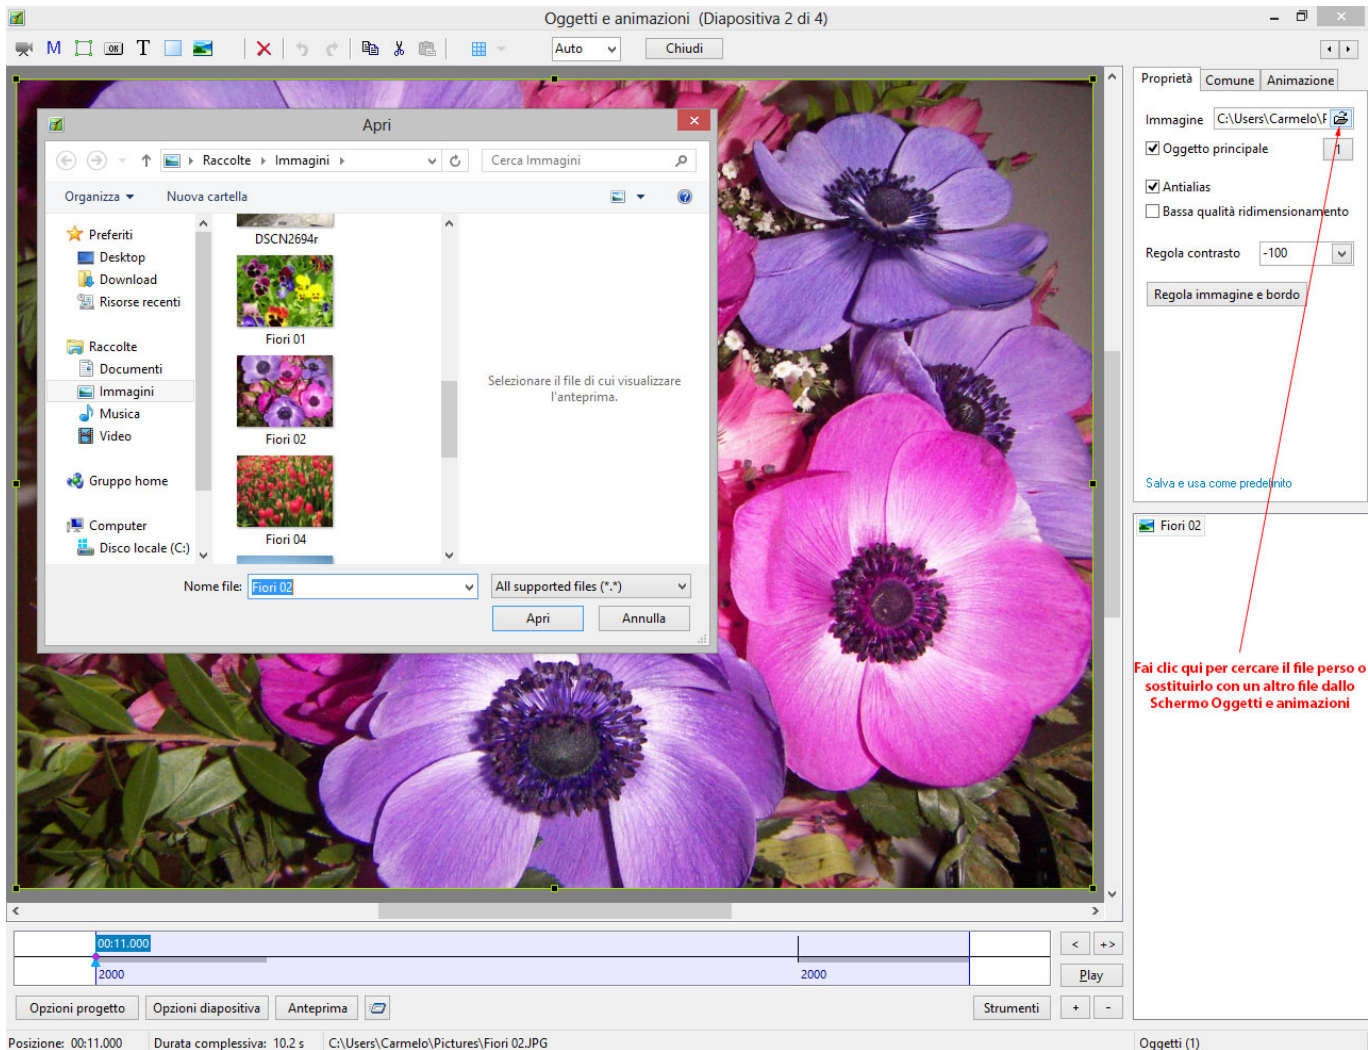 Oggetti e animazioni (Diapositiva 2 di 4)
M OK T Auto Chiudi
Proprietà Comune Animazione
Immagine C:\Users\Carmelo\F
Oggetto principale 1
Antialias
Bassa qualità ridimensionamento
Regola contrasto -100
Regola immagine e bordo
Salva e usa come predefinito
Fiori 02
Fai clic qui per cercare il file perso o
sostituirlo con un altro file dallo
Schermo Oggetti e animazioni
Apri
Raccolte Immagini Cerca Immagini
Organizza Nuova cartella
Preferiti
Desktop
Download
Risorse recenti
Raccolte
Documenti
Immagini
Musica
Video
Gruppo home
Computer
Disco locale (C:)
DSCN2694r
Fiori 01
Fiori 02
Fiori 04
Selezionare il file di cui visualizzare
l'anteprima.
Nome file: Fiori 02 All supported files (*.*)
Apri Annulla
00:11.000
2000 2000
< +>
Play
Opzioni progetto Opzioni diapositiva Anteprima Strumenti + -
Posizione: 00:11.000 Durata complessiva: 10.2 s C:\Users\Carmelo\Pictures\Fiori 02.JPG Oggetti (1)